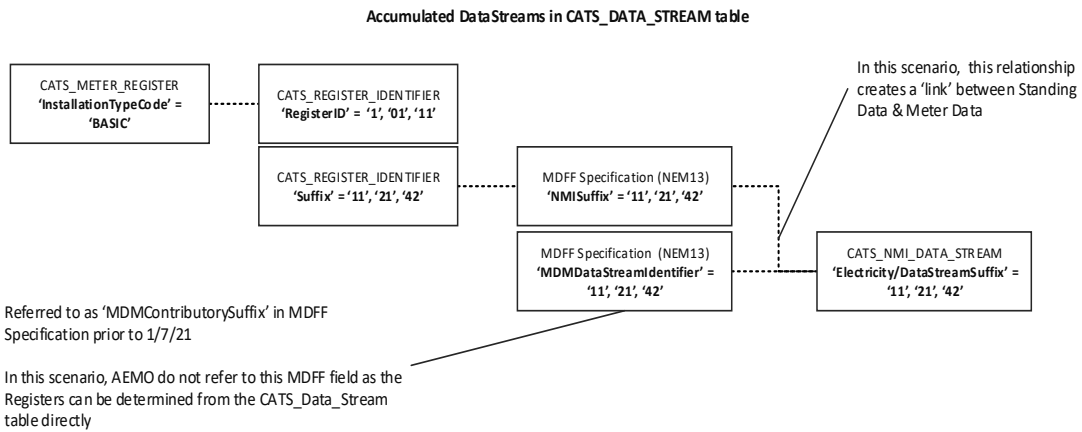 Accumulated DataStreams in CATS_DATA_STREAM table
CATS_METER_REGISTER
‘InstallationTypeCode’ =
‘BASIC’
CATS_REGISTER_IDENTIFIER
‘RegisterID’ = ‘1’, ‘01’, ‘11’
In this scenario, this relationship
creates a ‘link’ between Standing
Data & Meter Data
CATS_REGISTER_IDENTIFIER
‘Suffix’ = ‘11’, ‘21’, ‘42’
MDFF Specification (NEM13)
‘NMISuffix’ = ‘11’, ‘21’, ‘42’
MDFF Specification (NEM13)
‘MDMDataStreamIdentifier’ =
‘11’, ‘21’, ‘42’
CATS_NMI_DATA_STREAM
‘Electricity/DataStreamSuffix’ =
‘11’, ‘21’, ‘42’
Referred to as ‘MDMContributorySuffix’ in MDFF
Specification prior to 1/7/21
In this scenario, AEMO do not refer to this MDFF field as the
Registers can be determined from the CATS_Data_Stream
table directly